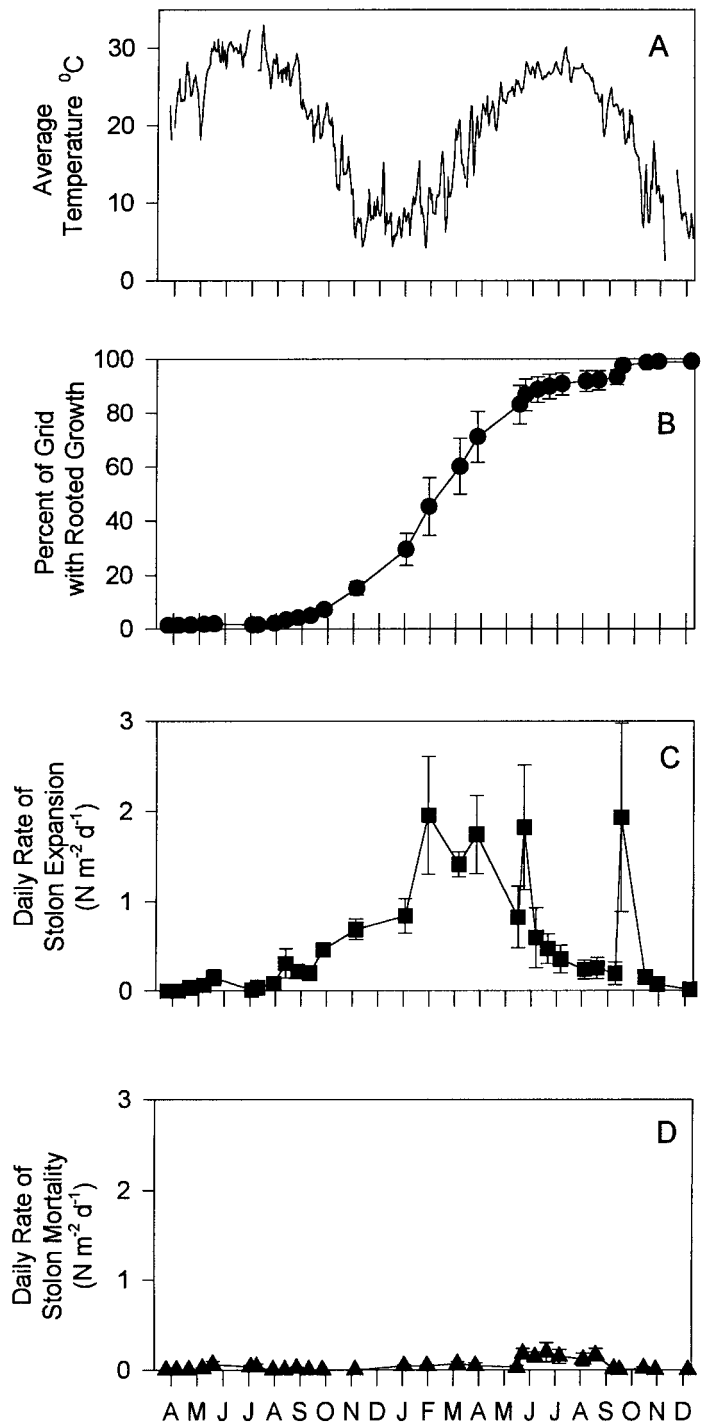 A
Average
Temperature ⁰C
30
20
10
0
B
Percent of Grid
with Rooted Growth
100
80
60
40
20
0
C
Daily Rate of
Stolon Expansion
(N m⁻² d⁻¹)
3
2
1
0
D
Daily Rate of
Stolon Mortality
(N m⁻² d⁻¹)
3
2
1
0
A M J J A S O N D J F M A M J J A S O N D